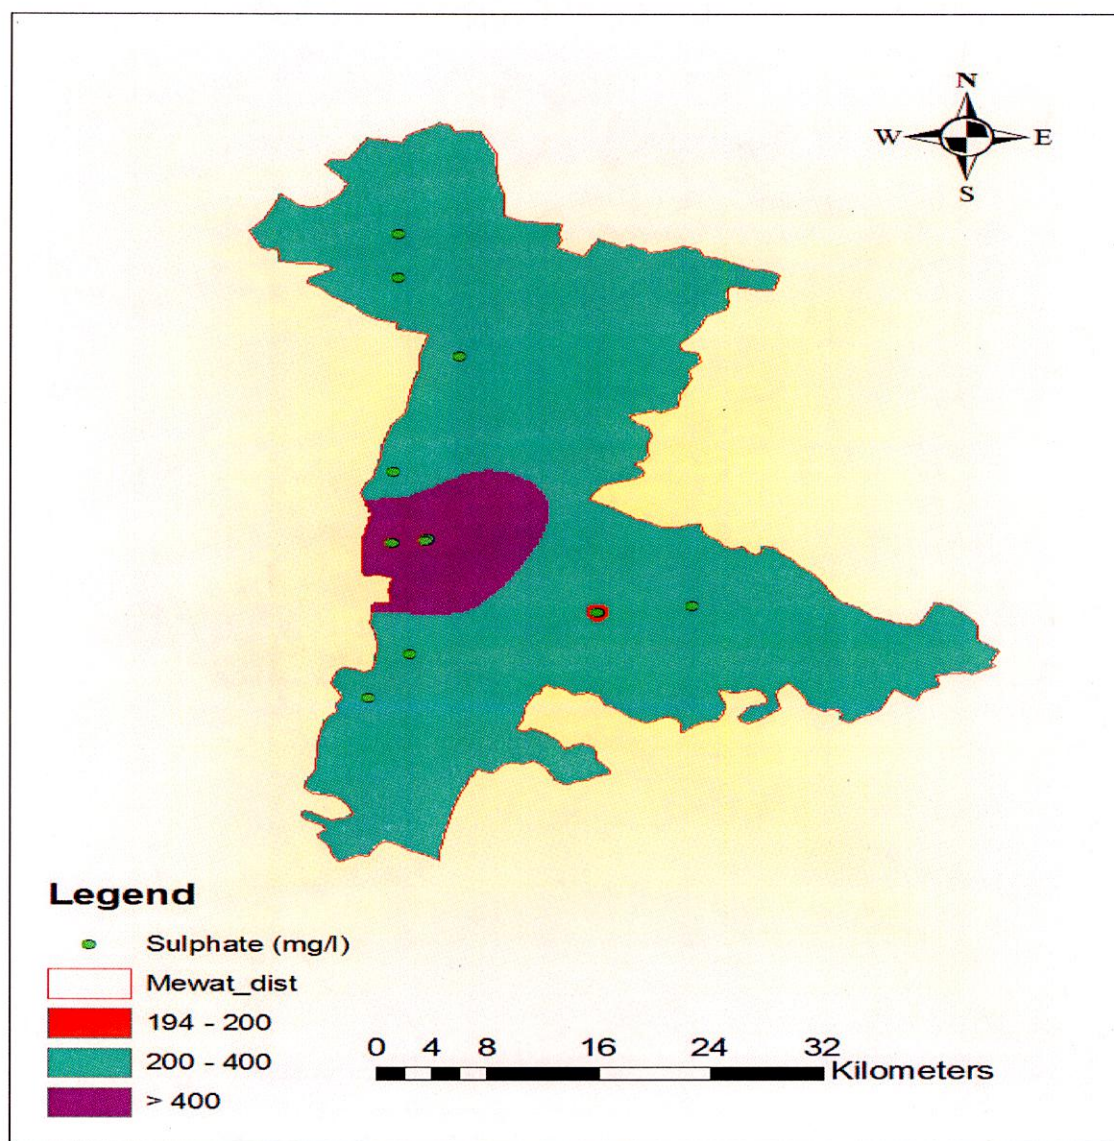 N
W E
S
Legend
Sulphate (mg/l)
Mewat_dist
194 - 200
200 - 400
> 400
0 4 8 16 24 32
Kilometers